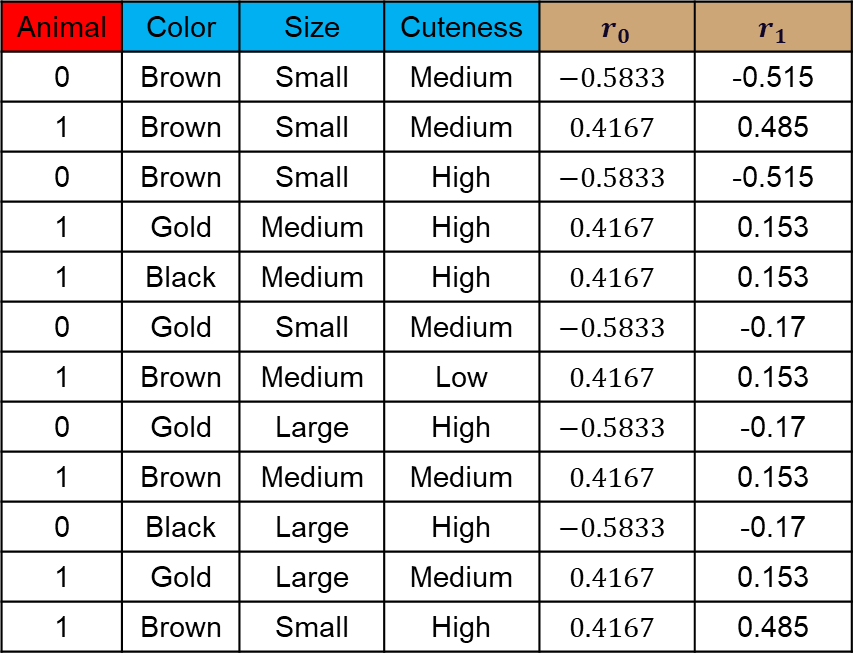 Animal Color Size Cuteness r₀ r₁
0 Brown Small Medium −0.5833 -0.515
1 Brown Small Medium 0.4167 0.485
0 Brown Small High −0.5833 -0.515
1 Gold Medium High 0.4167 0.153
1 Black Medium High 0.4167 0.153
0 Gold Small Medium −0.5833 -0.17
1 Brown Medium Low 0.4167 0.153
0 Gold Large High −0.5833 -0.17
1 Brown Medium Medium 0.4167 0.153
0 Black Large High −0.5833 -0.17
1 Gold Large Medium 0.4167 0.153
1 Brown Small High 0.4167 0.485